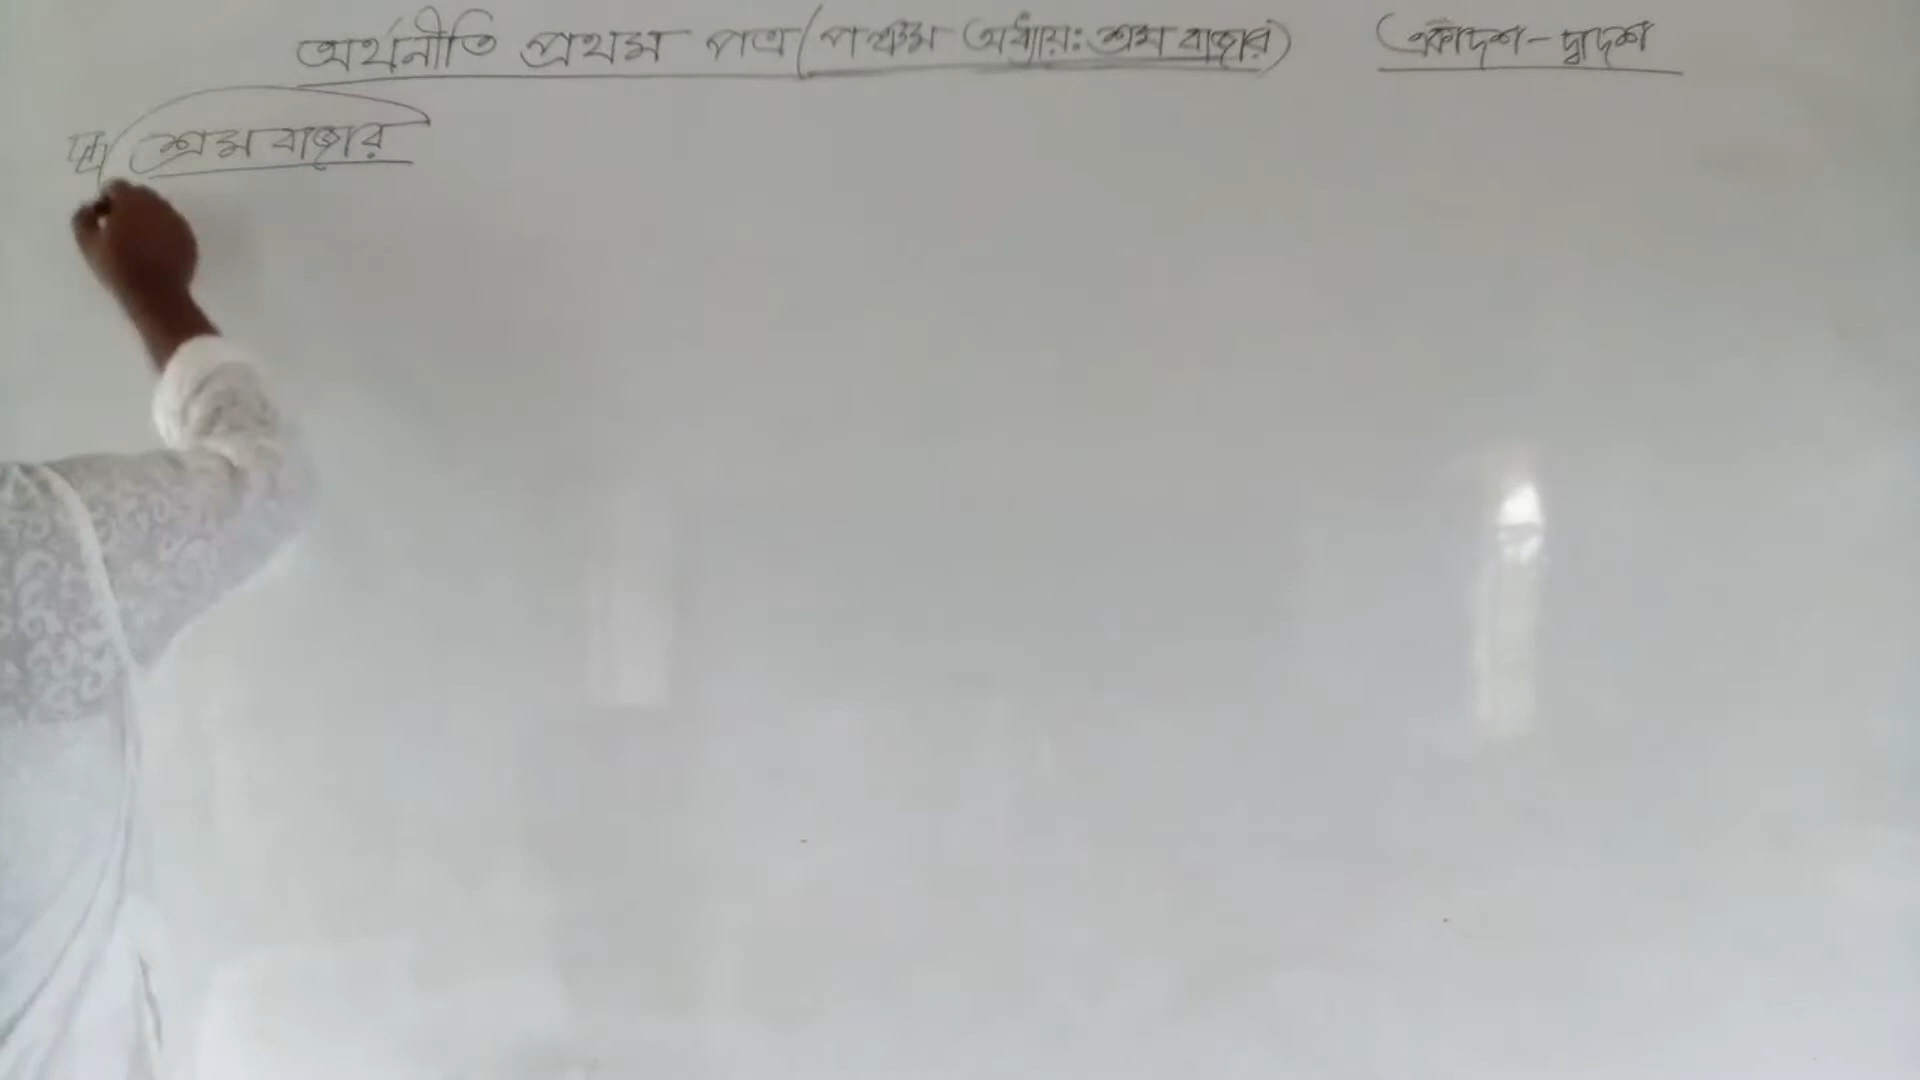 অর্থনীতি প্রথম পত্র (পঞ্চম অধ্যায়: শ্রম বাজার) (একাদশ - দ্বাদশ
শ্রম বাজার